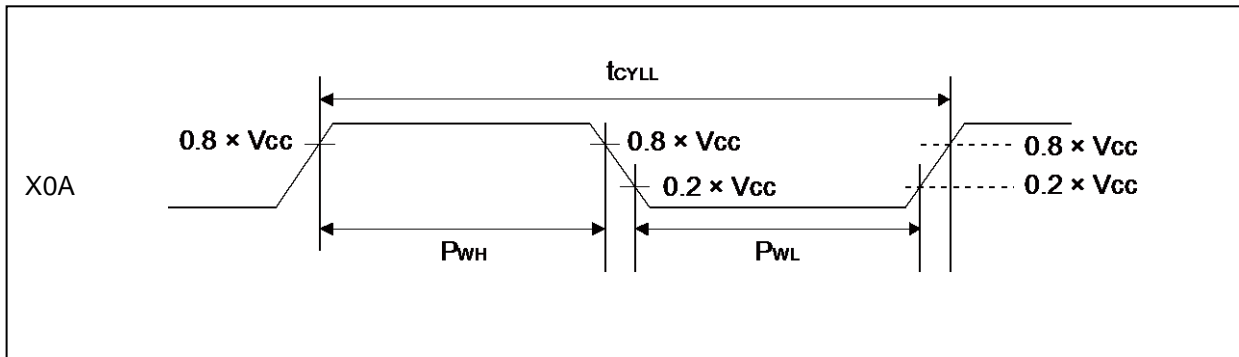 tCYLL
0.8 × Vcc
0.8 × Vcc
0.8 × Vcc
X0A
0.2 × Vcc
0.2 × Vcc
PWH
PWL